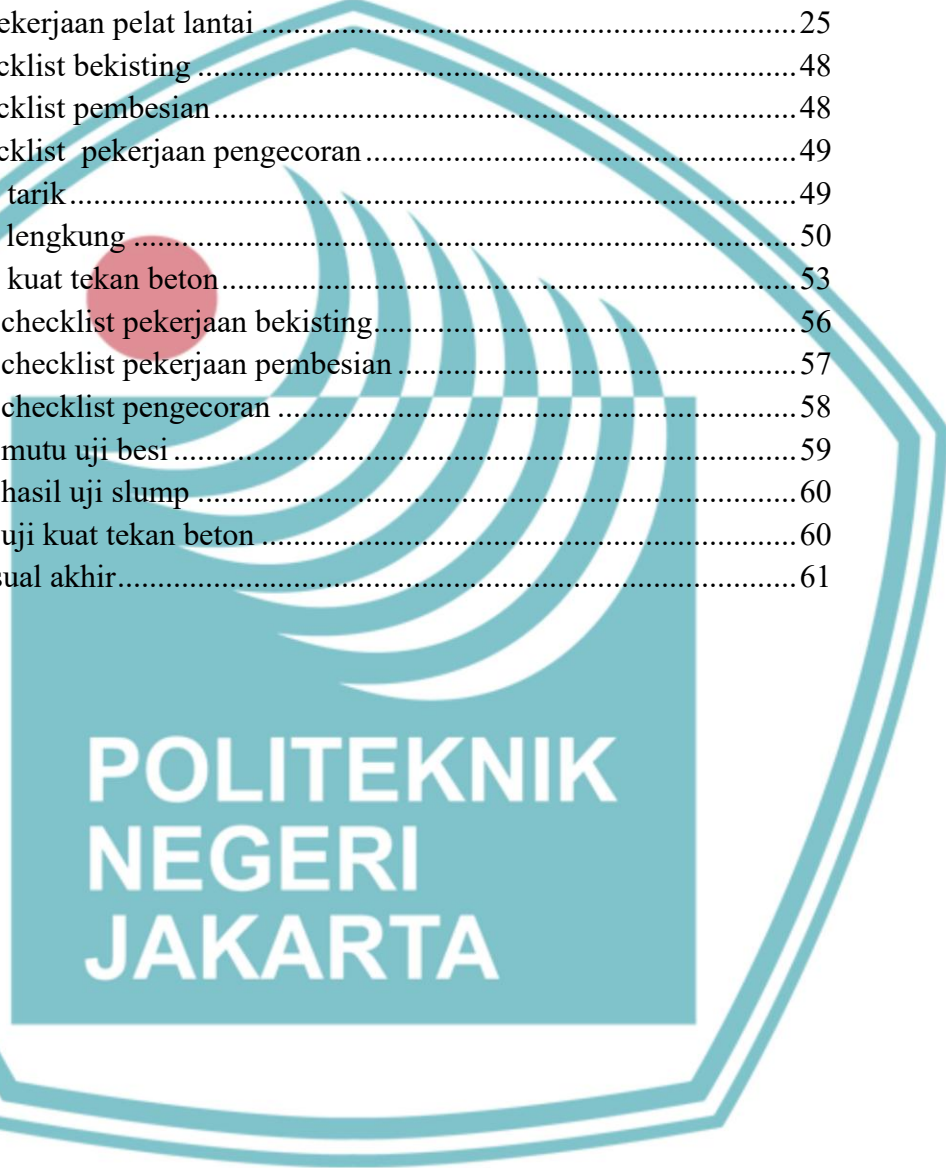 ekerjaan pelat lantai ........................................................................ 25
cklist bekisting ................................................................................ 48
cklist pembesian .............................................................................. 48
cklist  pekerjaan pengecoran .......................................................... 49
tarik ................................................................................................. 49
lengkung ......................................................................................... 50
kuat tekan beton ............................................................................. 53
checklist pekerjaan bekisting ......................................................... 56
checklist pekerjaan pembesian ...................................................... 57
checklist pengecoran ...................................................................... 58
mutu uji besi ................................................................................... 59
hasil uji slump ................................................................................. 60
uji kuat tekan beton ........................................................................ 60
sual akhir ......................................................................................... 61
POLITEKNIK
NEGERI
JAKARTA